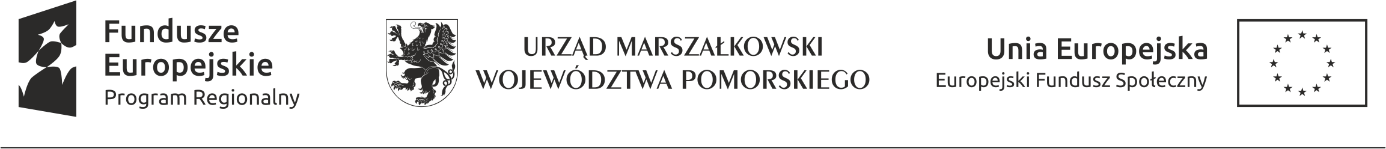 Fundusze
Europejskie
Program Regionalny
URZĄD MARSZAŁKOWSKI
WOJEWÓDZTWA POMORSKIEGO
Unia Europejska
Europejski Fundusz Społeczny